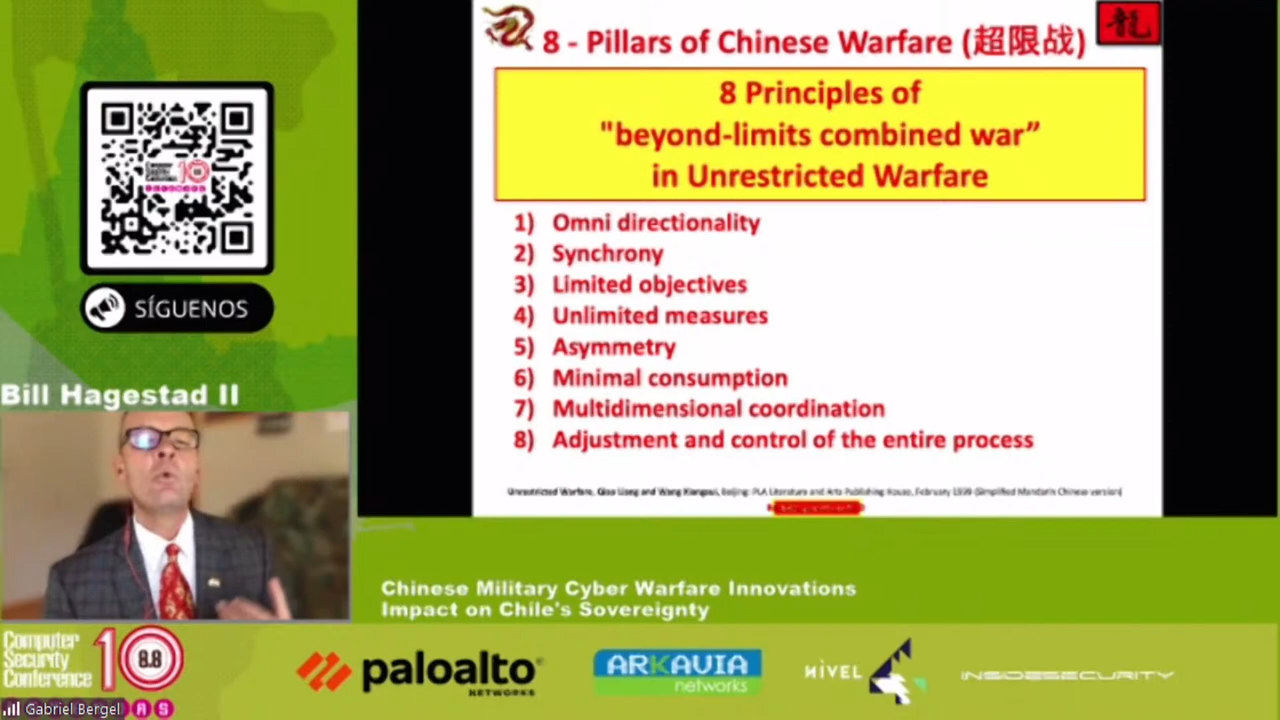 8 - Pillars of Chinese Warfare (超限战)
龍
8 Principles of
"beyond-limits combined war”
in Unrestricted Warfare
1) Omni directionality
2) Synchrony
3) Limited objectives
4) Unlimited measures
5) Asymmetry
6) Minimal consumption
7) Multidimensional coordination
8) Adjustment and control of the entire process
Unrestricted Warfare, Qiao Liang and Wang Xiangsui, Beijing: PLA Literature and Arts Publishing House, February 1999 (Simplified Mandarin Chinese version)
SÍGUENOS
Bill Hagestad II
Chinese Military Cyber Warfare Innovations
Impact on Chile's Sovereignty
Computer
Security
Conference
10
8.8
paloalto
NETWORKS
ARKAVIA
networks
NIVEL
INSIDESECURITY
Gabriel Bergel
A S